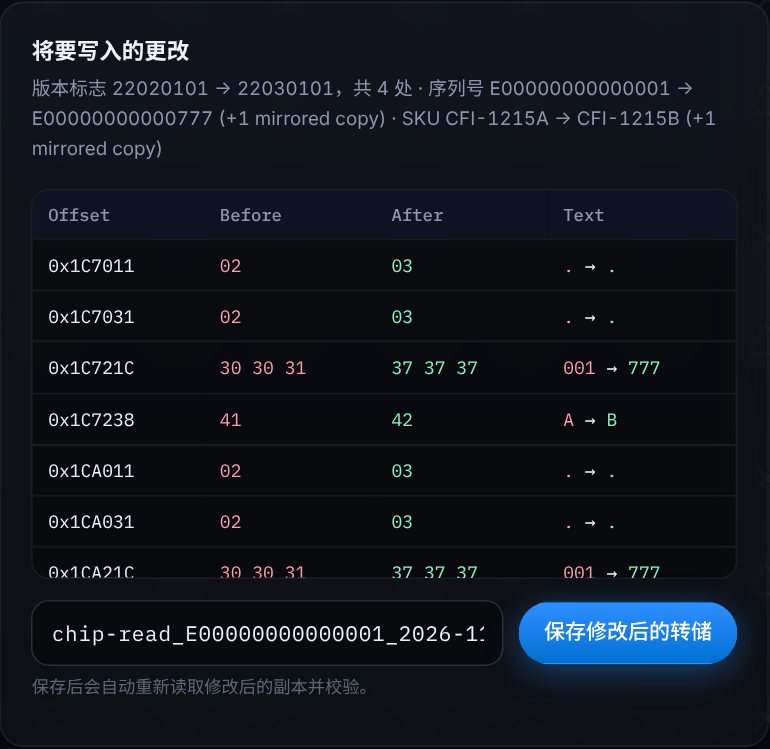 将要写入的更改
版本标志 22020101 → 22030101，共 4 处 · 序列号 E00000000000001 →
E00000000000777 (+1 mirrored copy) · SKU CFI-1215A → CFI-1215B (+1
mirrored copy)
Offset Before After Text
0x1C7011 02 03 . → .
0x1C7031 02 03 . → .
0x1C721C 30 30 31 37 37 37 001 → 777
0x1C7238 41 42 A → B
0x1CA011 02 03 . → .
0x1CA031 02 03 . → .
0x1CA21C 30 30 31 37 37 37 001 → 777
chip-read_E00000000000001_2026-11 保存修改后的转储
保存后会自动重新读取修改后的副本并校验。